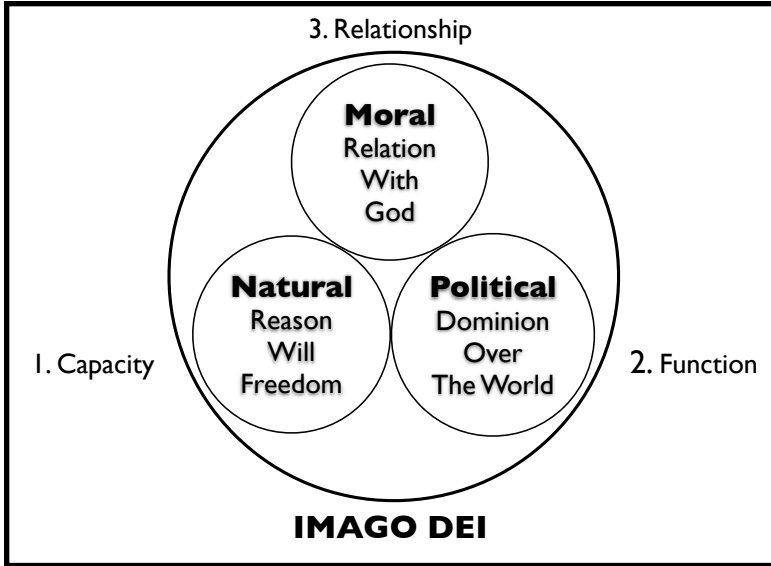 3. Relationship
Moral
Relation
With
God
Natural
Reason
Will
Freedom
Political
Dominion
Over
The World
1. Capacity
2. Function
IMAGO DEI